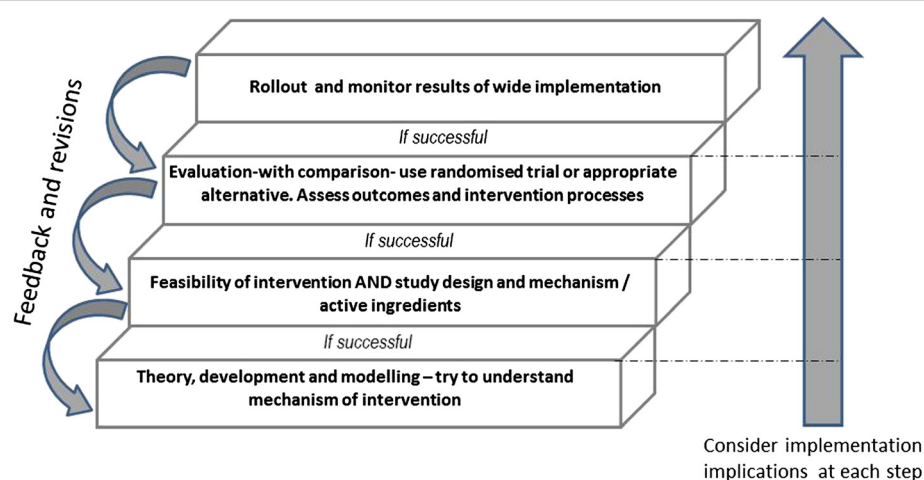 Rollout and monitor results of wide implementation
If successful
Evaluation-with comparison- use randomised trial or appropriate
alternative. Assess outcomes and intervention processes
If successful
Feasibility of intervention AND study design and mechanism /
active ingredients
If successful
Theory, development and modelling – try to understand
mechanism of intervention
Feedback and revisions
Consider implementation
implications at each step